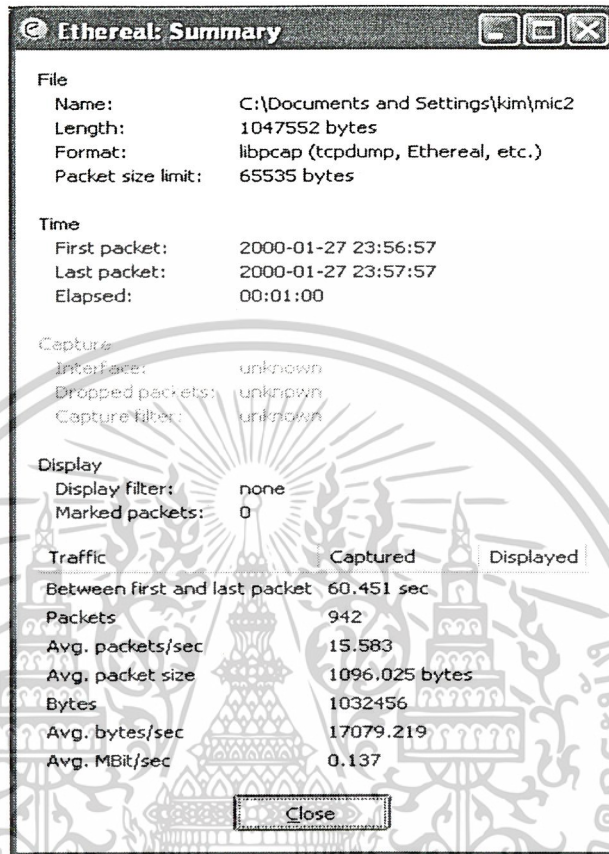 Ethereal: Summary
File
Name: C:\Documents and Settings\kim\mic2
Length: 1047552 bytes
Format: libpcap (tcpdump, Ethereal, etc.)
Packet size limit: 65535 bytes
Time
First packet: 2000-01-27 23:56:57
Last packet: 2000-01-27 23:57:57
Elapsed: 00:01:00
Capture
Interface: unknown
Dropped packets: unknown
Capture filter: unknown
Display
Display filter: none
Marked packets: 0
Traffic Captured Displayed
Between first and last packet 60.451 sec
Packets 942
Avg. packets/sec 15.583
Avg. packet size 1096.025 bytes
Bytes 1032456
Avg. bytes/sec 17079.219
Avg. MBit/sec 0.137
Close